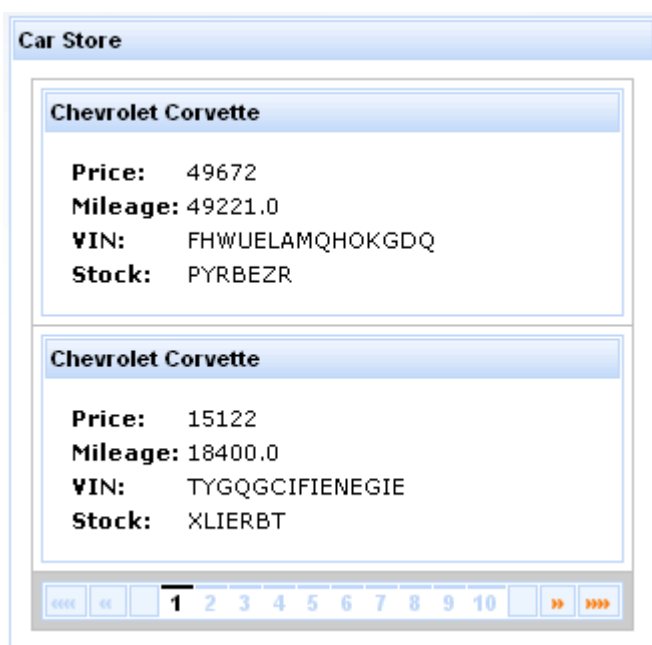 Car Store
Chevrolet Corvette
Price: 49672
Mileage: 49221.0
VIN: FHWUELAMQHOKGDQ
Stock: PYRBEZR
Chevrolet Corvette
Price: 15122
Mileage: 18400.0
VIN: TYGQGCIFIENEGIE
Stock: XLIERBT
«« « 1 2 3 4 5 6 7 8 9 10 » »»